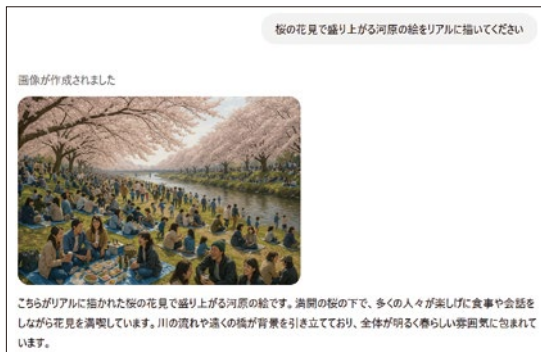 桜の花見で盛り上がる河原の絵をリアルに描いてください
画像が作成されました
こちらがリアルに描かれた桜の花見で盛り上がる河原の絵です。満開の桜の下で、多くの人々が楽しげに食事や会話を
しながら花見を満喫しています。川の流れや遠くの橋が背景を引き立てており、全体が明るく春らしい雰囲気に包まれて
います。